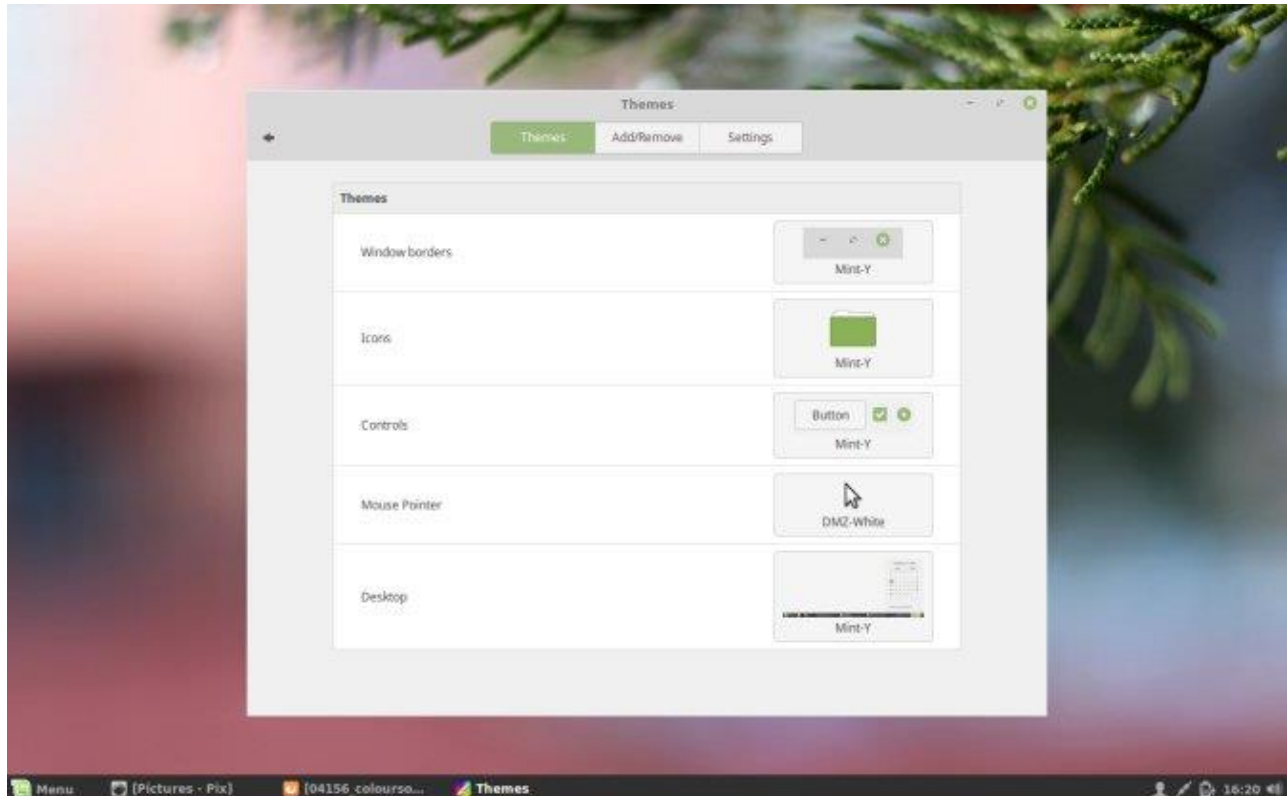 Themes
Themes Add/Remove Settings
Themes
Window borders
Mint-Y
Icons
Mint-Y
Controls
Button
Mint-Y
Mouse Pointer
DMZ-White
Desktop
Mint-Y
Menu [Pictures - Pix] [04156_colourso... Themes 16:20